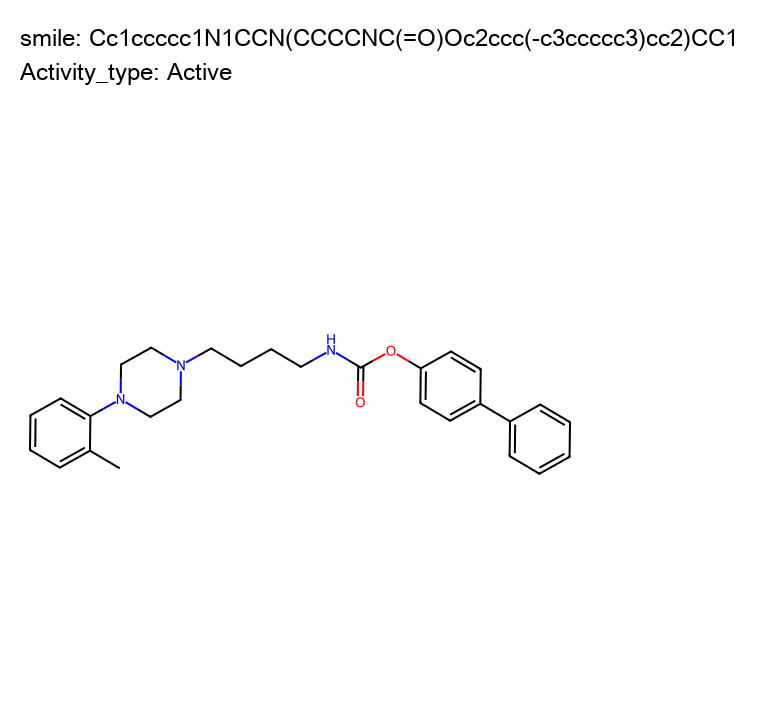 smile: Cc1ccccc1N1CCN(CCCCNC(=O)Oc2ccc(-c3ccccc3)cc2)CC1
Activity_type: Active
H
N
O
N
N
O